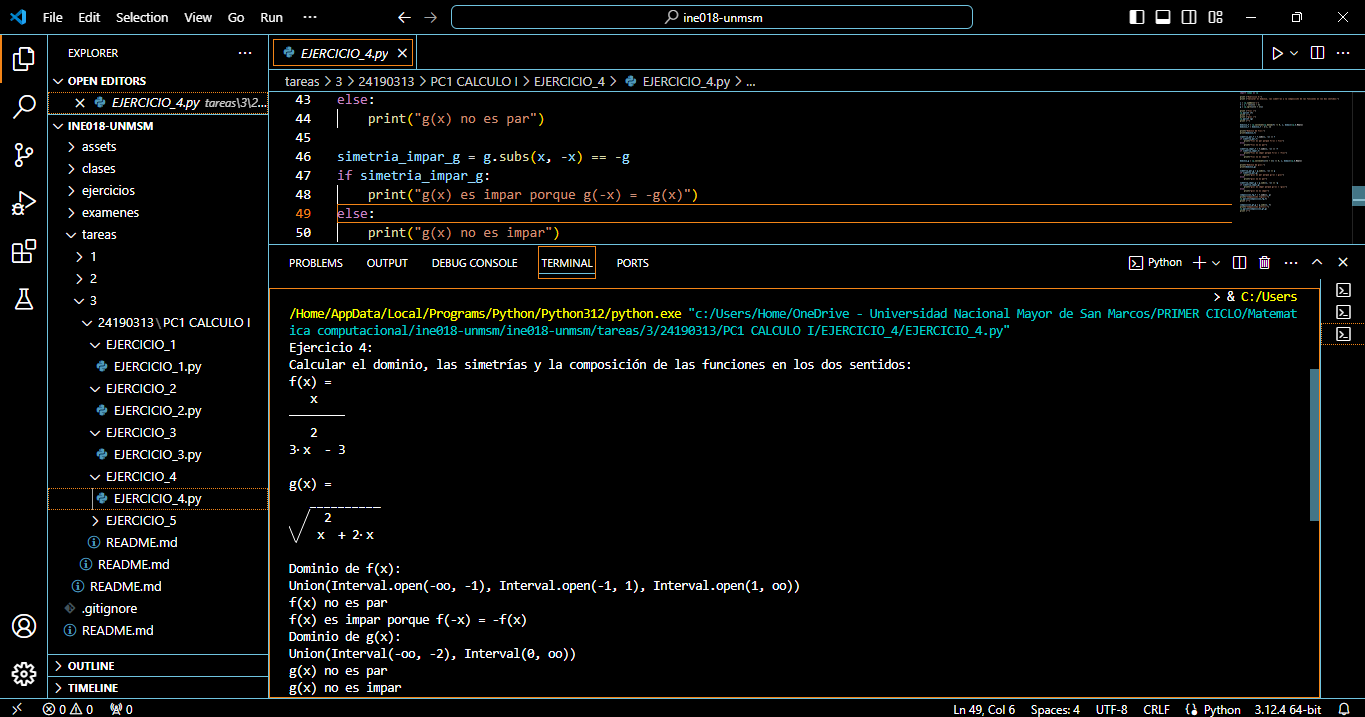 File Edit Selection View Go Run ··· ine018-unmsm
EXPLORER ···
OPEN EDITORS
EJERCICIO_4.py tareas\3\2...
INE018-UNMSM
assets
clases
ejercicios
examenes
tareas
1
2
3
24190313\PC1 CALCULO I
EJERCICIO_1
EJERCICIO_1.py
EJERCICIO_2
EJERCICIO_2.py
EJERCICIO_3
EJERCICIO_3.py
EJERCICIO_4
EJERCICIO_4.py
EJERCICIO_5
README.md
README.md
README.md
.gitignore
README.md
OUTLINE
TIMELINE
EJERCICIO_4.py
tareas > 3 > 24190313 > PC1 CALCULO I > EJERCICIO_4 > EJERCICIO_4.py > ...
43 else:
44     print("g(x) no es par")
45
46 simetria_impar_g = g.subs(x, -x) == -g
47 if simetria_impar_g:
48     print("g(x) es impar porque g(-x) = -g(x)")
49 else:
50     print("g(x) no es impar")
PROBLEMS OUTPUT DEBUG CONSOLE TERMINAL PORTS Python
> & C:/Users
/Home/AppData/Local/Programs/Python/Python312/python.exe "c:/Users/Home/OneDrive - Universidad Nacional Mayor de San Marcos/PRIMER CICLO/Matemat
ica computacional/ine018-unmsm/ine018-unmsm/tareas/3/24190313/PC1 CALCULO I/EJERCICIO_4/EJERCICIO_4.py"
Ejercicio 4:
Calcular el dominio, las simetrías y la composición de las funciones en los dos sentidos:
f(x) =
   x
────────
   2
3⋅x  - 3
g(x) =
   __________
  ╱  2
╲╱  x  + 2⋅x
Dominio de f(x):
Union(Interval.open(-oo, -1), Interval.open(-1, 1), Interval.open(1, oo))
f(x) no es par
f(x) es impar porque f(-x) = -f(x)
Dominio de g(x):
Union(Interval(-oo, -2), Interval(0, oo))
g(x) no es par
g(x) no es impar
0 0 0 Ln 49, Col 6 Spaces: 4 UTF-8 CRLF Python 3.12.4 64-bit